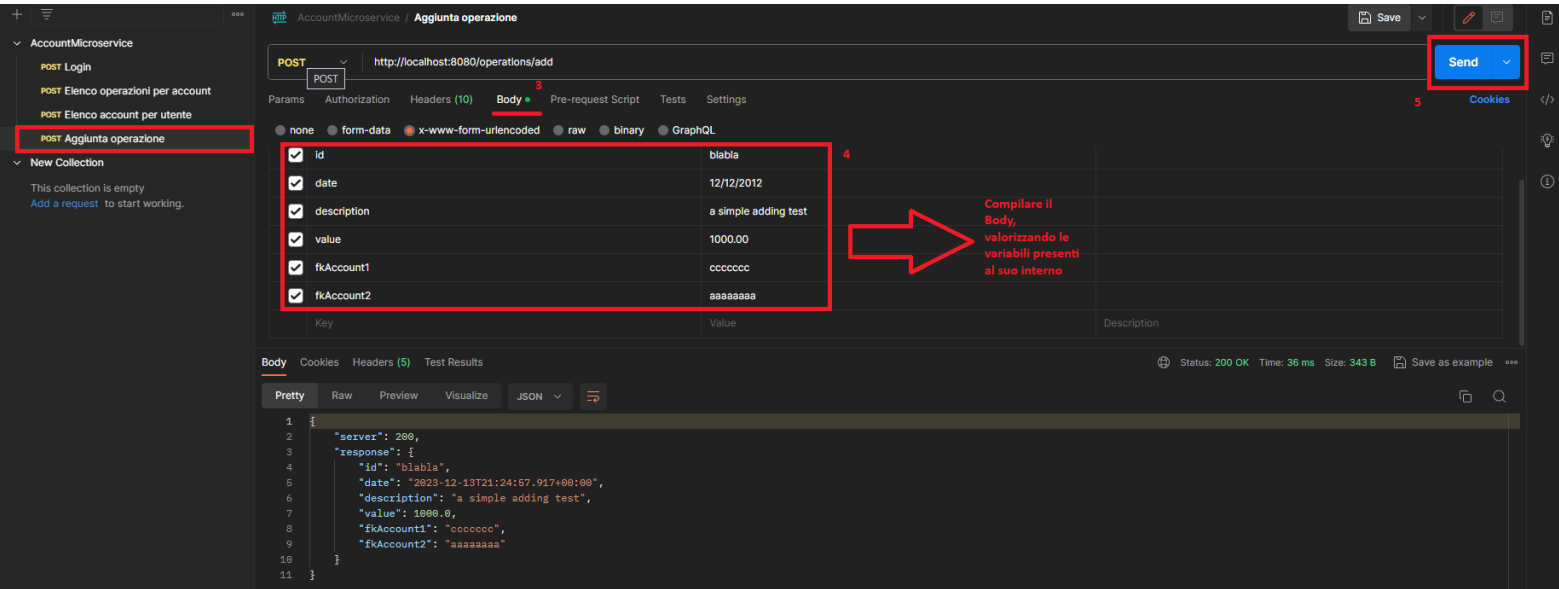 HTTP AccountMicroservice / Aggiunta operazione
Save
AccountMicroservice
POST Login
POST Elenco operazioni per account
POST Elenco account per utente
POST Aggiunta operazione
New Collection
This collection is empty
Add a request to start working.
POST http://localhost:8080/operations/add
Send
POST
3
5
Params Authorization Headers (10) Body Pre-request Script Tests Settings Cookies
none form-data x-www-form-urlencoded raw binary GraphQL
4
id blabla
date 12/12/2012
description a simple adding test
value 1000.00
fkAccount1 ccccccc
fkAccount2 aaaaaaaa
Key Value Description
Compilare il
Body,
valorizzando le
variabili presenti
al suo interno
Body Cookies Headers (5) Test Results Status: 200 OK Time: 36 ms Size: 343 B Save as example
Pretty Raw Preview Visualize JSON
1 {
2 "server": 200,
3 "response": {
4 "id": "blabla",
5 "date": "2023-12-13T21:24:57.917+00:00",
6 "description": "a simple adding test",
7 "value": 1000.0,
8 "fkAccount1": "ccccccc",
9 "fkAccount2": "aaaaaaaa"
10 }
11 }